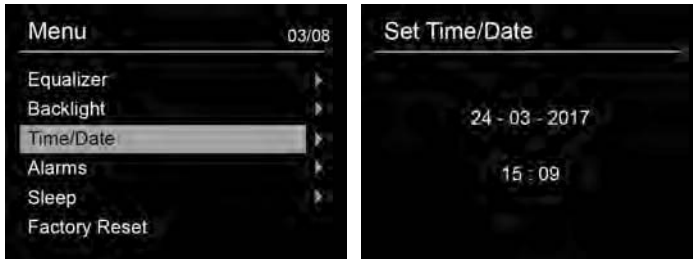 Menu 03/08
Equalizer
Backlight
Time/Date
Alarms
Sleep
Factory Reset
Set Time/Date
24 - 03 - 2017
15 : 09